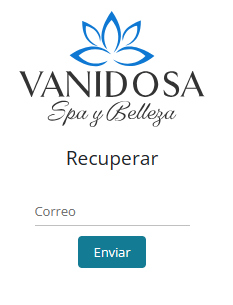 VANIDOSA
Spa y Belleza
Recuperar
Correo
Enviar